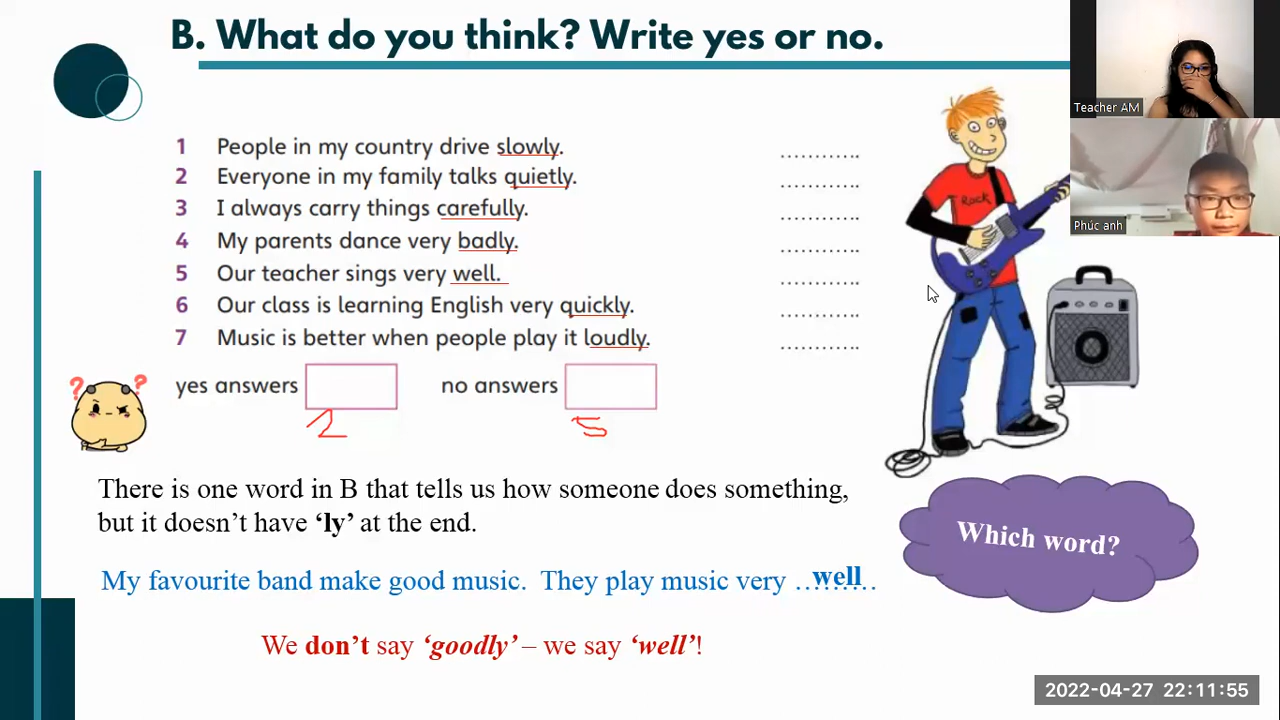 B. What do you think? Write yes or no.
Teacher AM
Phúc anh
1 People in my country drive slowly. ………….
2 Everyone in my family talks quietly. ………….
3 I always carry things carefully. ………….
4 My parents dance very badly. ………….
5 Our teacher sings very well. ………….
6 Our class is learning English very quickly. ………….
7 Music is better when people play it loudly. ………….
Rock
yes answers no answers
2 5
There is one word in B that tells us how someone does something,
but it doesn't have ‘ly’ at the end.
Which word?
My favourite band make good music. They play music very ……… well
We don't say ‘goodly’ – we say ‘well’!
2022-04-27 22:11:55